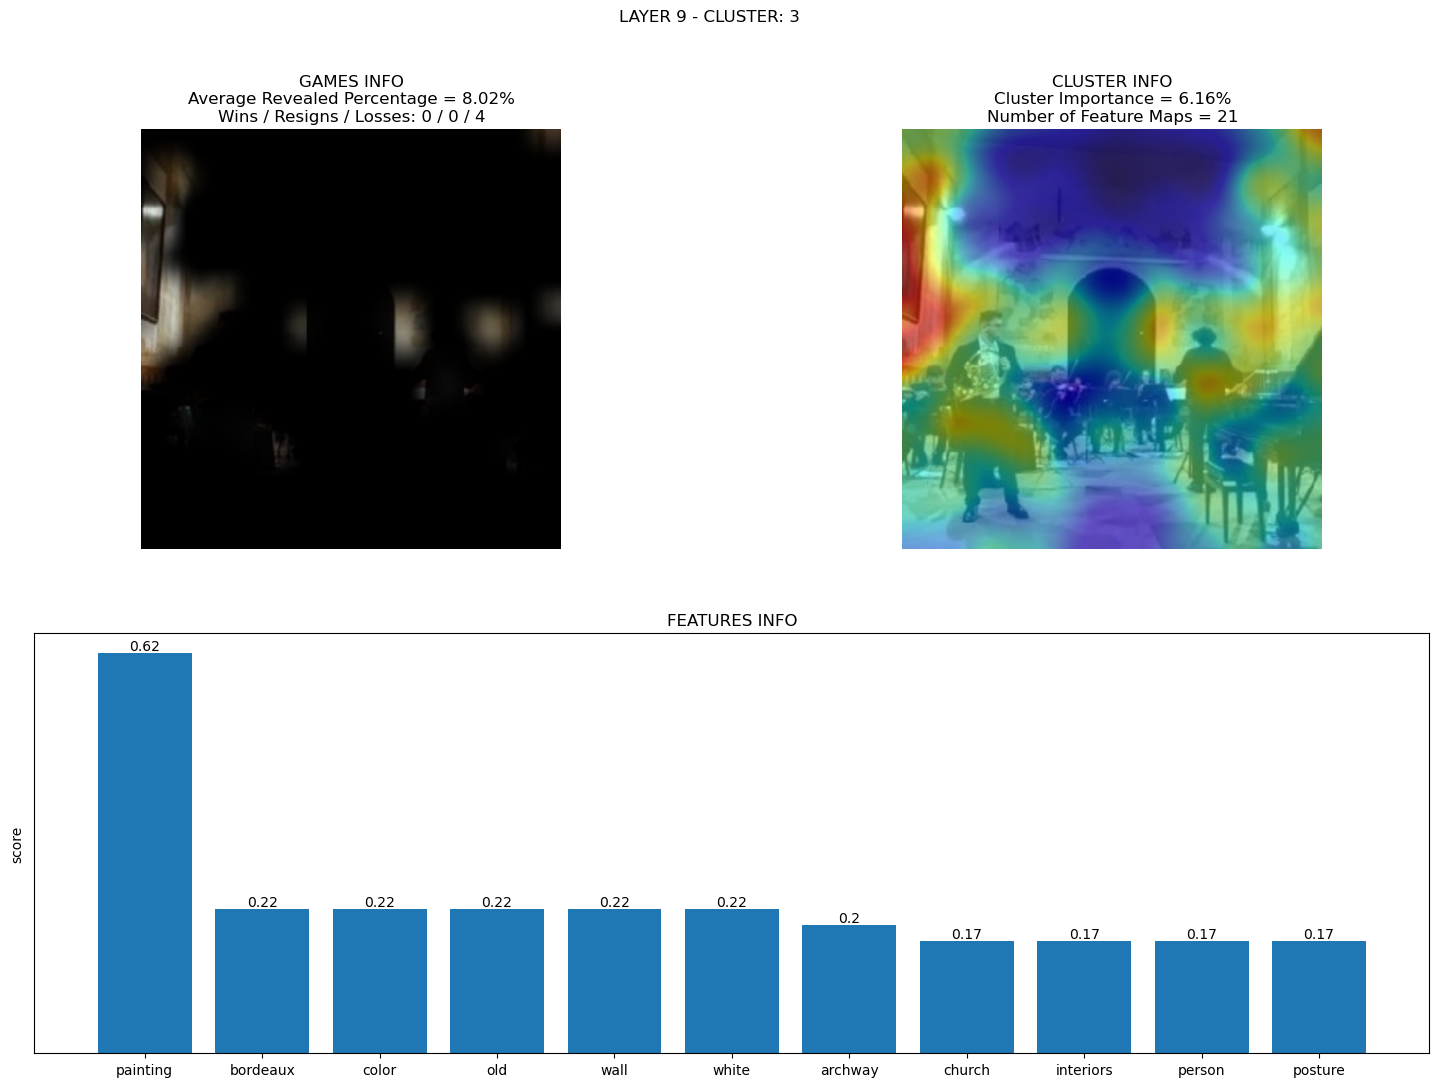 LAYER 9 - CLUSTER: 3
GAMES INFO
Average Revealed Percentage = 8.02%
Wins / Resigns / Losses: 0 / 0 / 4
CLUSTER INFO
Cluster Importance = 6.16%
Number of Feature Maps = 21
FEATURES INFO
score
0.62
0.22
0.22
0.22
0.22
0.22
0.2
0.17
0.17
0.17
0.17
painting
bordeaux
color
old
wall
white
archway
church
interiors
person
posture